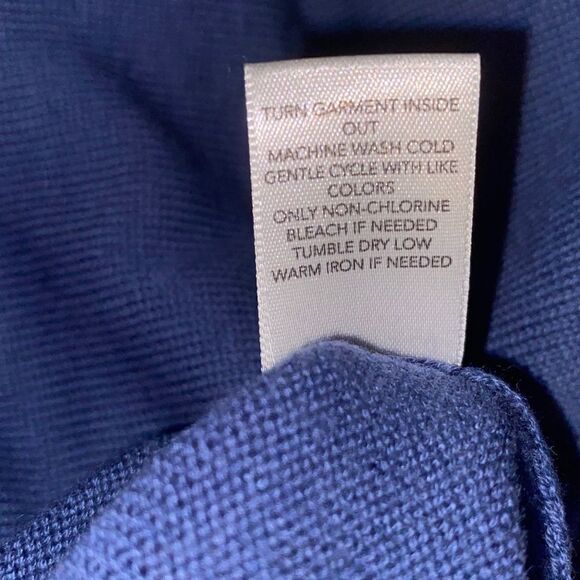 TURN GARMENT INSIDE
OUT
MACHINE WASH COLD
GENTLE CYCLE WITH LIKE
COLORS
ONLY NON-CHLORINE
BLEACH IF NEEDED
TUMBLE DRY LOW
WARM IRON IF NEEDED